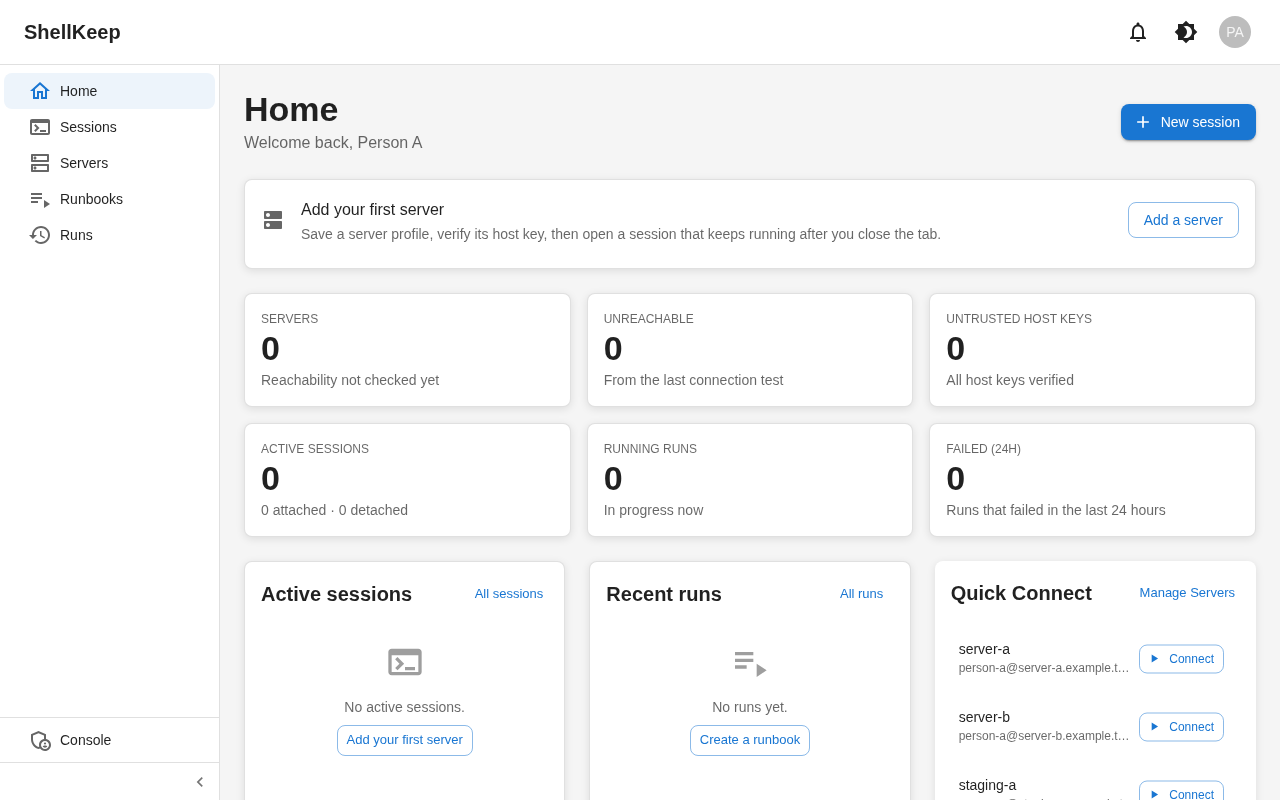 ShellKeep
PA
Home
Sessions
Servers
Runbooks
Runs
Console
Home
Welcome back, Person A
New session
Add your first server
Save a server profile, verify its host key, then open a session that keeps running after you close the tab.
Add a server
SERVERS
0
Reachability not checked yet
UNREACHABLE
0
From the last connection test
UNTRUSTED HOST KEYS
0
All host keys verified
ACTIVE SESSIONS
0
0 attached · 0 detached
RUNNING RUNS
0
In progress now
FAILED (24H)
0
Runs that failed in the last 24 hours
Active sessions
All sessions
No active sessions.
Add your first server
Recent runs
All runs
No runs yet.
Create a runbook
Quick Connect
Manage Servers
server-a
person-a@server-a.example.t…
Connect
server-b
person-a@server-b.example.t…
Connect
staging-a
Connect